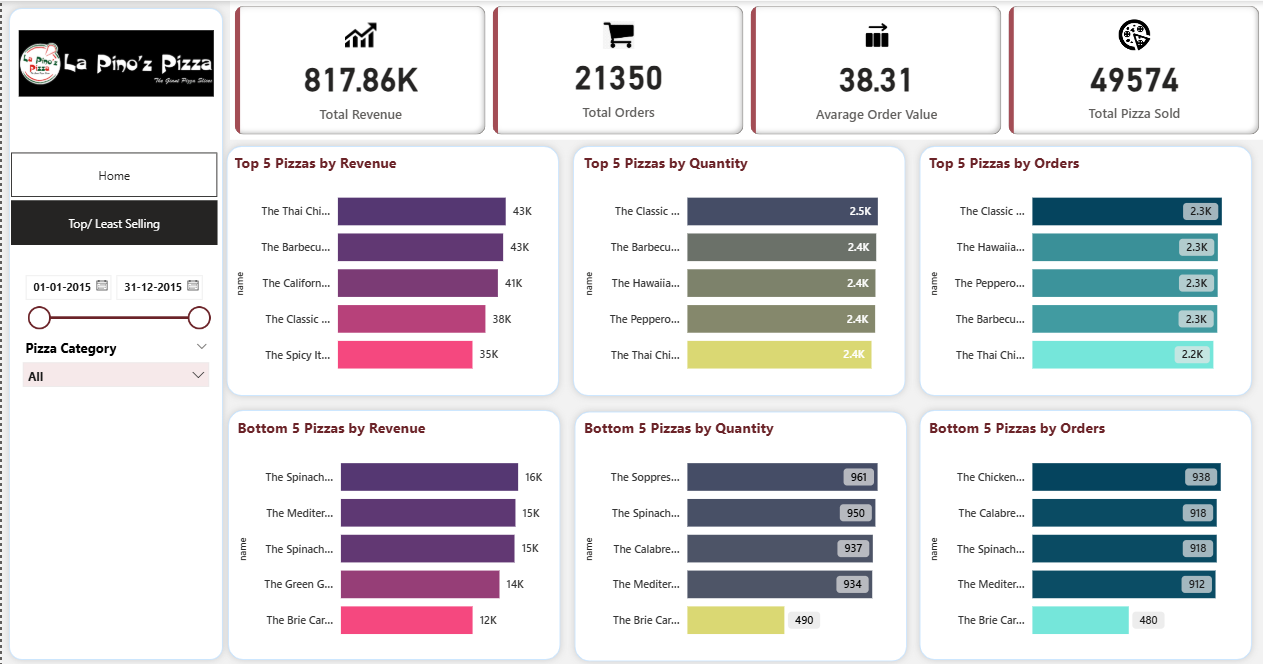 La Pino'z Pizza
La Pino'z Pizza
The Giant Pizza Slices
Home
Top/ Least Selling
01-01-2015
31-12-2015
Pizza Category
All
817.86K
Total Revenue
21350
Total Orders
38.31
Avarage Order Value
49574
Total Pizza Sold
Top 5 Pizzas by Revenue
name
The Thai Chi... 43K
The Barbecu... 43K
The Californ... 41K
The Classic ... 38K
The Spicy It... 35K
Top 5 Pizzas by Quantity
name
The Classic ... 2.5K
The Barbecu... 2.4K
The Hawaiia... 2.4K
The Peppero... 2.4K
The Thai Chi... 2.4K
Top 5 Pizzas by Orders
name
The Classic ... 2.3K
The Hawaiia... 2.3K
The Peppero... 2.3K
The Barbecu... 2.3K
The Thai Chi... 2.2K
Bottom 5 Pizzas by Revenue
name
The Spinach... 16K
The Mediter... 15K
The Spinach... 15K
The Green G... 14K
The Brie Car... 12K
Bottom 5 Pizzas by Quantity
name
The Soppres... 961
The Spinach... 950
The Calabre... 937
The Mediter... 934
The Brie Car... 490
Bottom 5 Pizzas by Orders
name
The Chicken... 938
The Calabre... 918
The Spinach... 918
The Mediter... 912
The Brie Car... 480